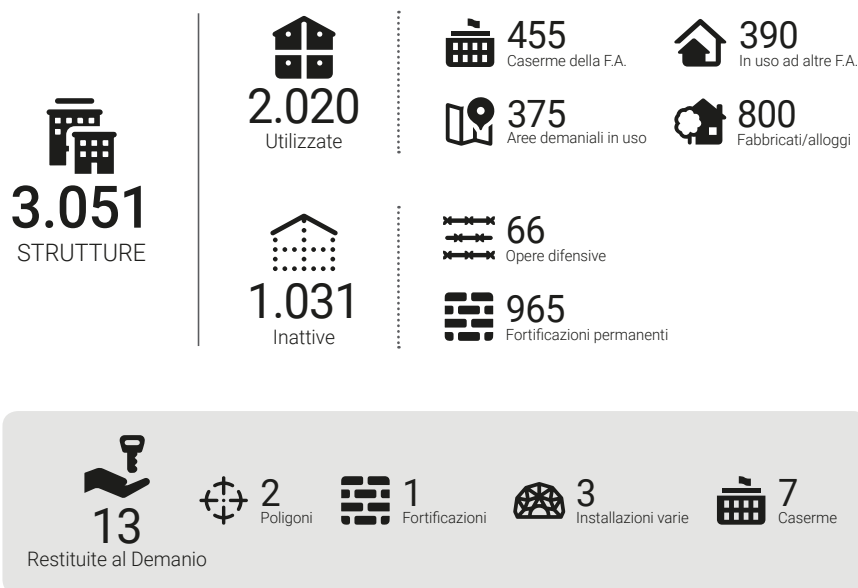 3.051
STRUTTURE
2.020
Utilizzate
455
Caserme della F.A.
390
In uso ad altre F.A.
375
Aree demaniali in uso
800
Fabbricati/alloggi
1.031
Inattive
66
Opere difensive
965
Fortificazioni permanenti
13
Restituite al Demanio
2
Poligoni
1
Fortificazioni
3
Installazioni varie
7
Caserme